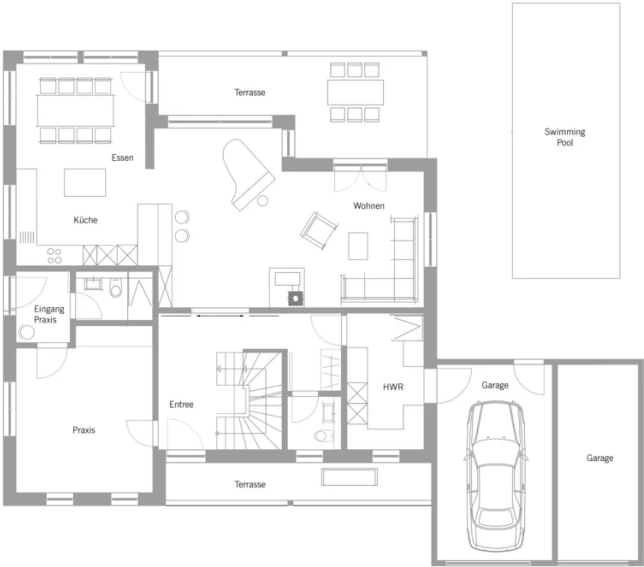 Terrasse
Swimming
Pool
Essen
Wohnen
Küche
Eingang
Praxis
HWR
Garage
Entree
Praxis
Garage
Terrasse